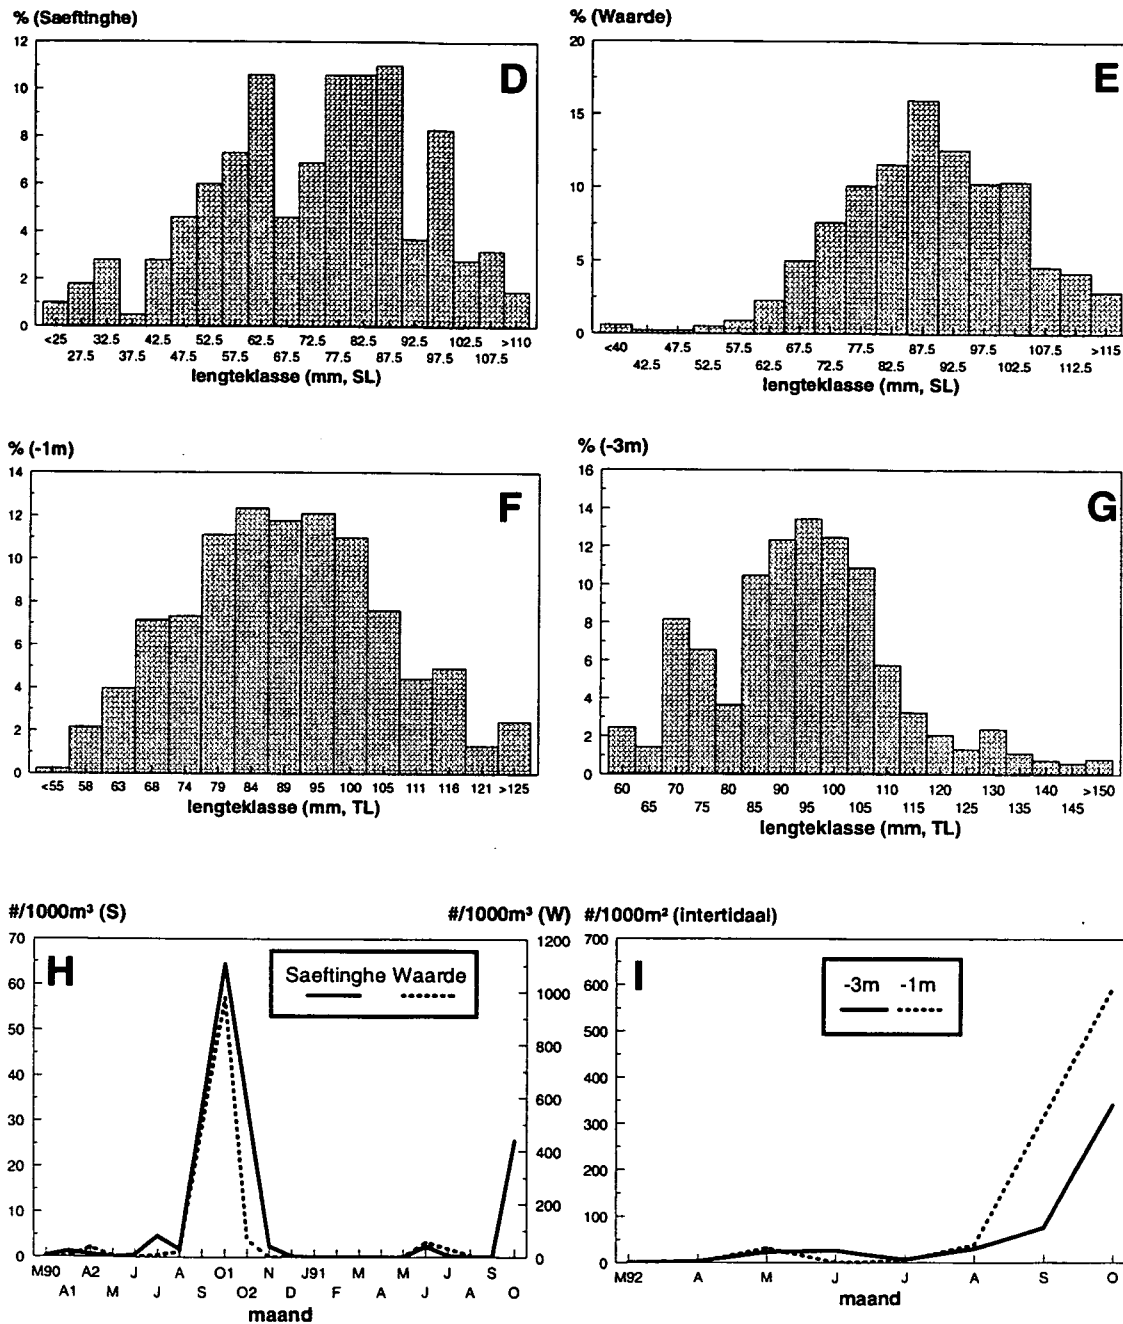 % (Saeftinghe)
12
10
8
6
4
2
0
D
<25 32.5 42.5 52.5 62.5 72.5 82.5 92.5 102.5 >110
27.5 37.5 47.5 57.5 67.5 77.5 87.5 97.5 107.5
lengteklasse (mm, SL)
% (Waarde)
20
15
10
5
0
E
<40 47.5 57.5 67.5 77.5 87.5 97.5 107.5 >115
42.5 52.5 62.5 72.5 82.5 92.5 102.5 112.5
lengteklasse (mm, SL)
% (-1m)
14
12
10
8
6
4
2
0
F
<55 58 63 68 74 79 84 89 95 100 105 111 116 121 >125
lengteklasse (mm, TL)
% (-3m)
16
14
12
10
8
6
4
2
0
G
60 70 80 90 100 110 120 130 140 >150
65 75 85 95 105 115 125 135 145
lengteklasse (mm, TL)
#/1000m³ (S)
#/1000m³ (W)
70
60
50
40
30
20
10
0
H
Saeftinghe Waarde
1200
1000
800
600
400
200
0
M90 A2 J A O1 N J91 M M J S
A1 M J S O2 D F A J A O
maand
#/1000m² (intertidaal)
700
600
500
400
300
200
100
0
I
-3m -1m
M92 A M J J A S O
maand